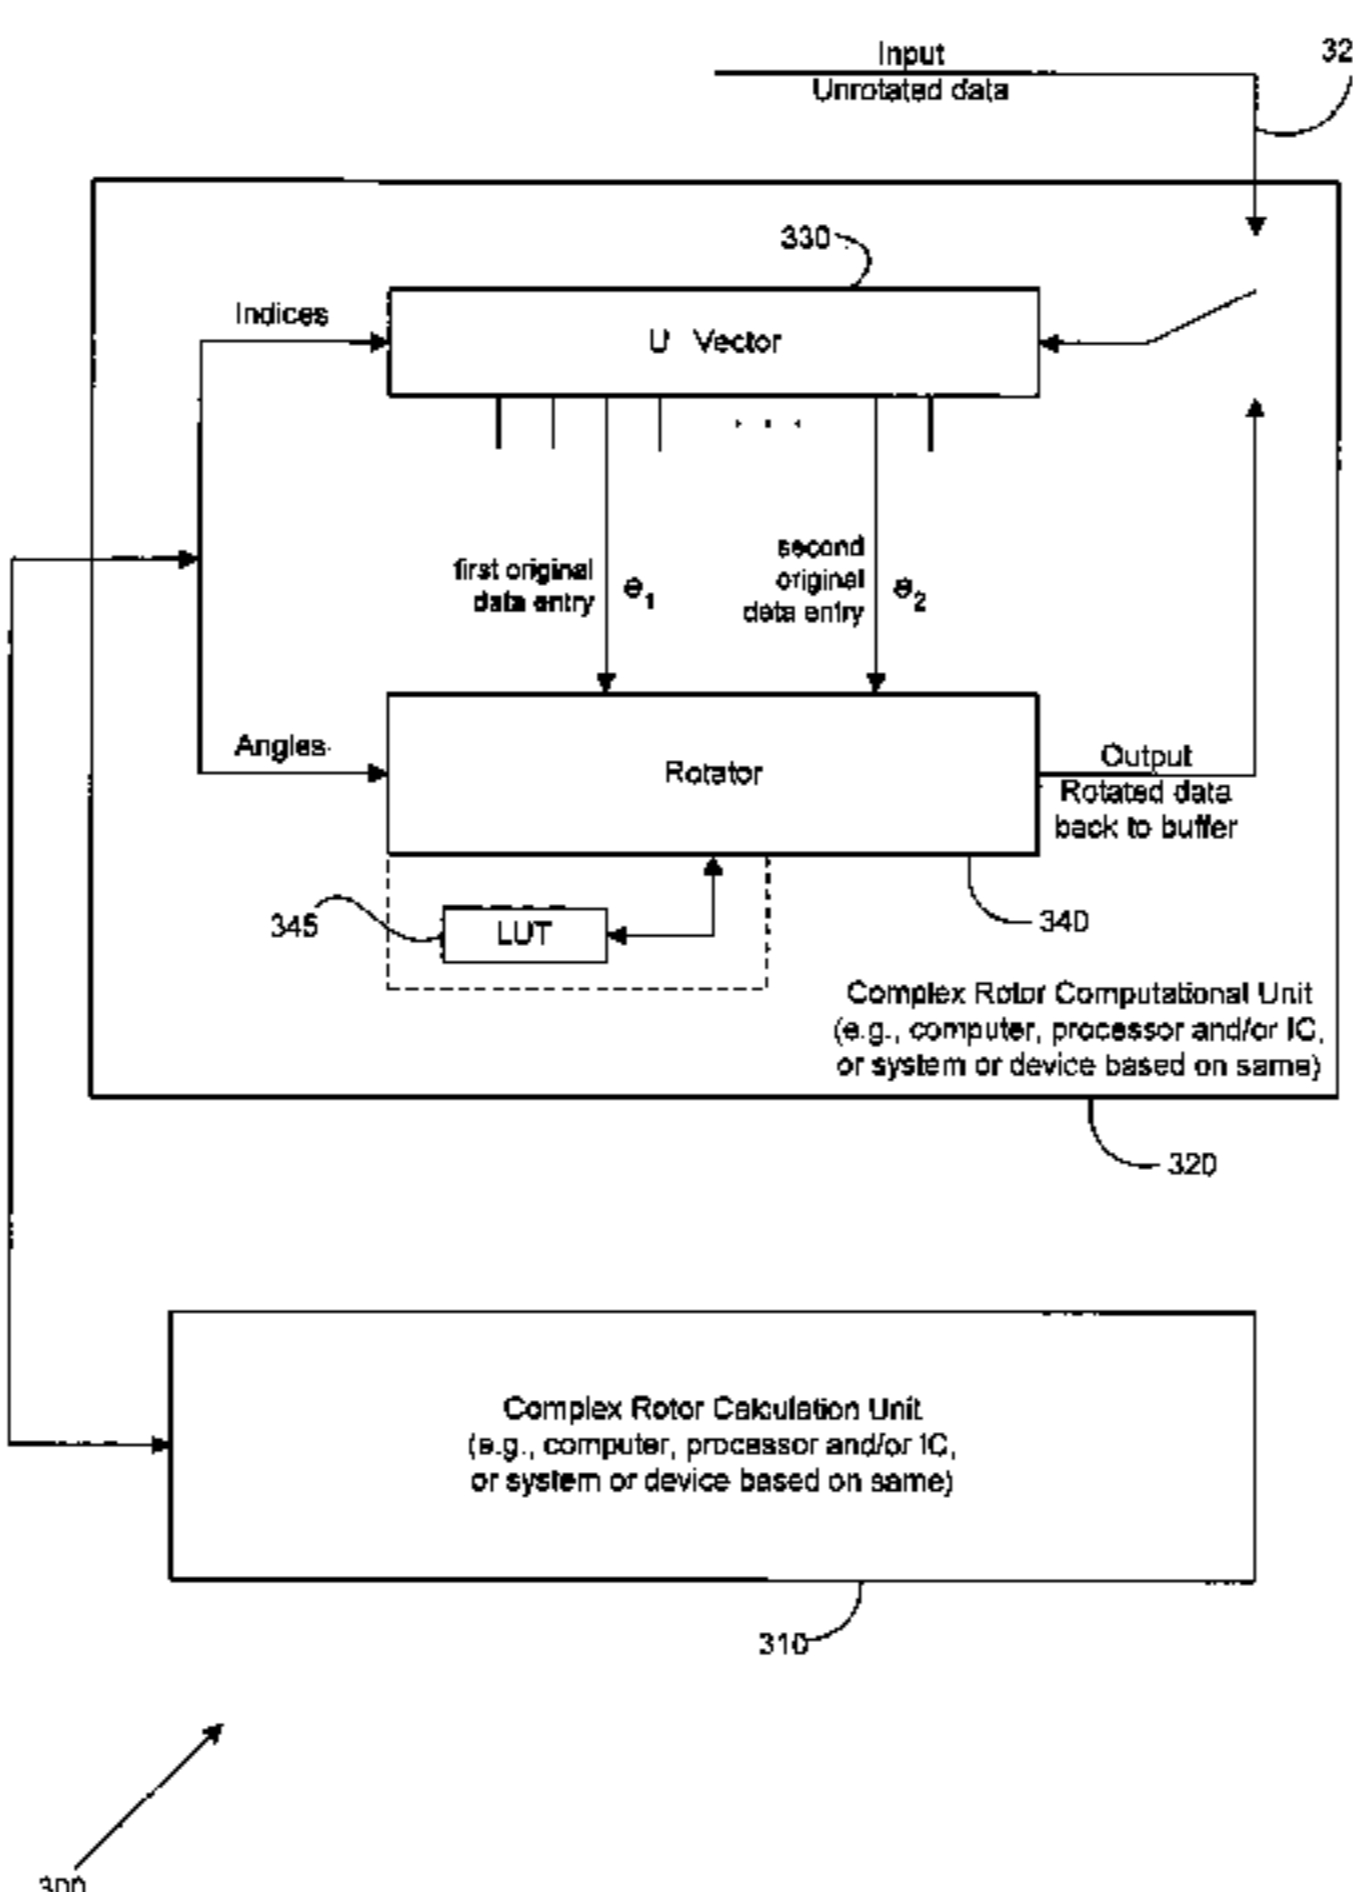 Input
32
Unrotated data
330
Indices
U Vector
. . .
first original
data entry
e1
second
original
data entry
e2
Angles
Rotator
Output
Rotated data
back to buffer
345
LUT
340
Complex Rotor Computational Unit
(e.g., computer, processor and/or IC,
or system or device based on same)
320
Complex Rotor Calculation Unit
(e.g., computer, processor and/or IC,
or system or device based on same)
310
300